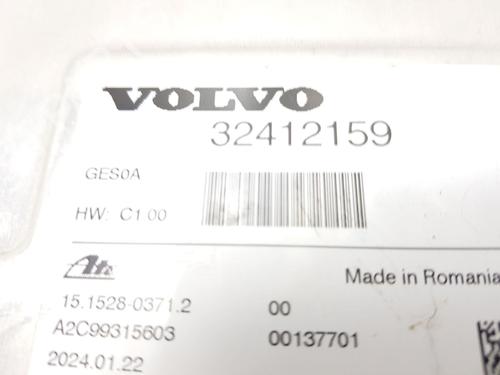 VOLVO
32412159
GES0A
HW: C1 00
Ate
Made in Romania
15.1528-0371.2 00
A2C99315603 00137701
2024.01.22